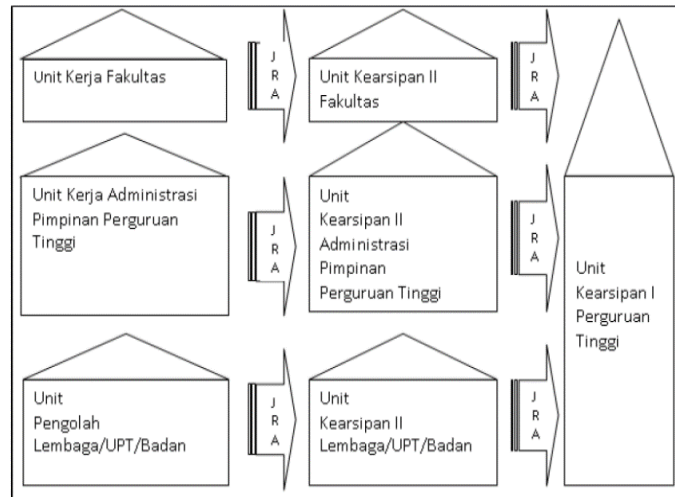 Unit Kerja Fakultas
J
R
A
Unit Kearsipan II
Fakultas
J
R
A
Unit Kerja Administrasi
Pimpinan Perguruan
Tinggi
J
R
A
Unit
Kearsipan II
Administrasi
Pimpinan
Perguruan Tinggi
J
R
A
Unit
Kearsipan I
Perguruan
Tinggi
Unit
Pengolah
Lembaga/UPT/Badan
J
R
A
Unit
Kearsipan II
Lembaga/UPT/Badan
J
R
A